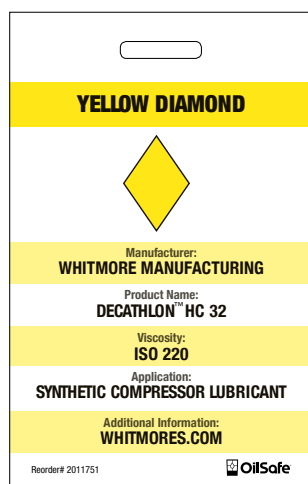 YELLOW DIAMOND
Manufacturer:
WHITMORE MANUFACTURING
Product Name:
DECATHLON™ HC 32
Viscosity:
ISO 220
Application:
SYNTHETIC COMPRESSOR LUBRICANT
Additional Information:
WHITMORES.COM
Reorder# 2011751 OilSafe